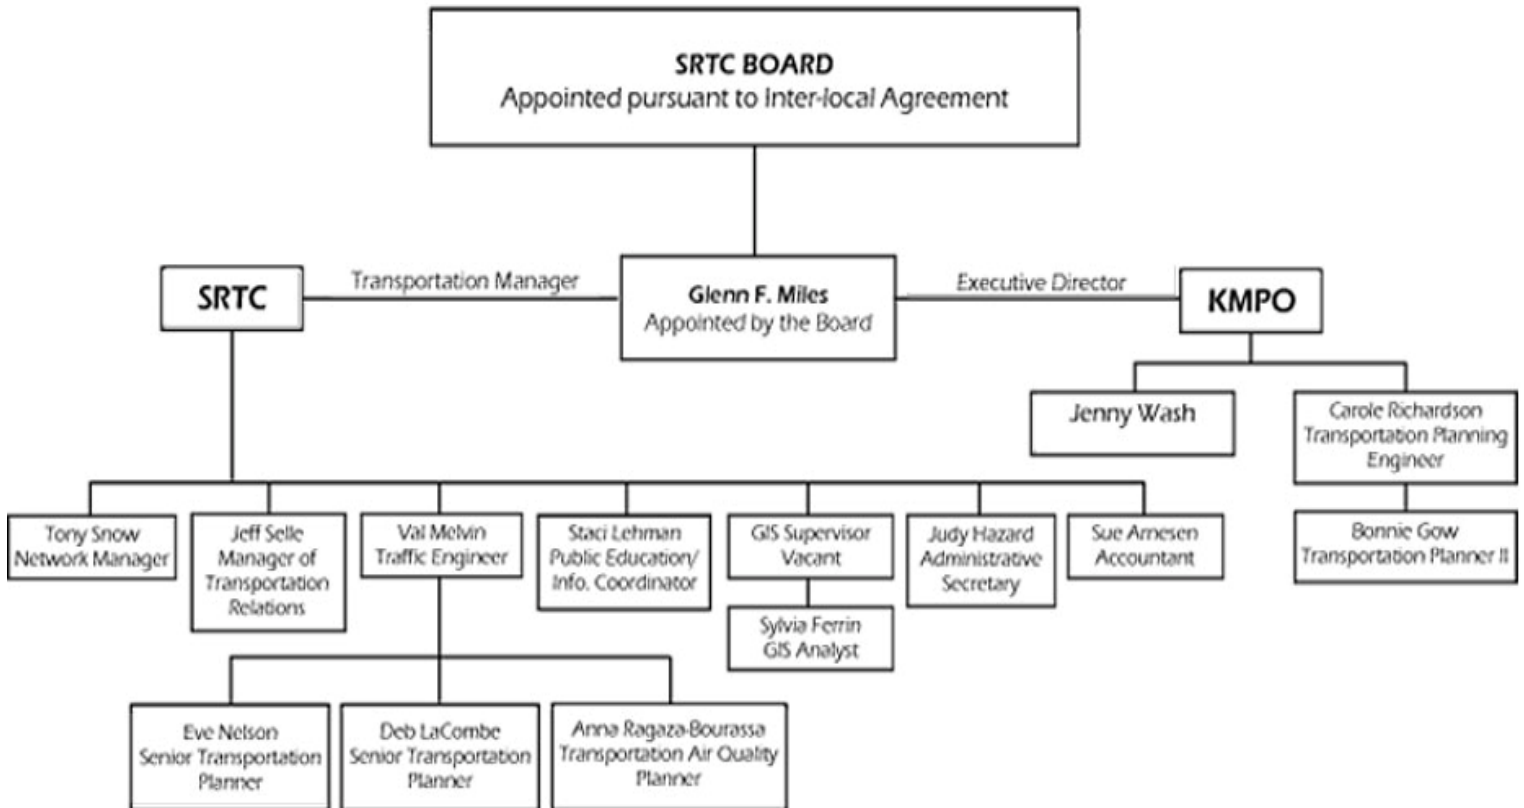 SRTC BOARD
Appointed pursuant to Inter-local Agreement
Transportation Manager
Executive Director
SRTC
Glenn F. Miles
Appointed by the Board
KMPO
Jenny Wash
Carole Richardson
Transportation Planning
Engineer
Bonnie Gow
Transportation Planner II
Tony Snow
Network Manager
Jeff Selle
Manager of
Transportation
Relations
Val Melvin
Traffic Engineer
Staci Lehman
Public Education/
Info. Coordinator
GIS Supervisor
Vacant
Sylvia Ferrin
GIS Analyst
Judy Hazard
Administrative
Secretary
Sue Arnesen
Accountant
Eve Nelson
Senior Transportation
Planner
Deb LaCombe
Senior Transportation
Planner
Anna Ragaza-Bourassa
Transportation Air Quality
Planner